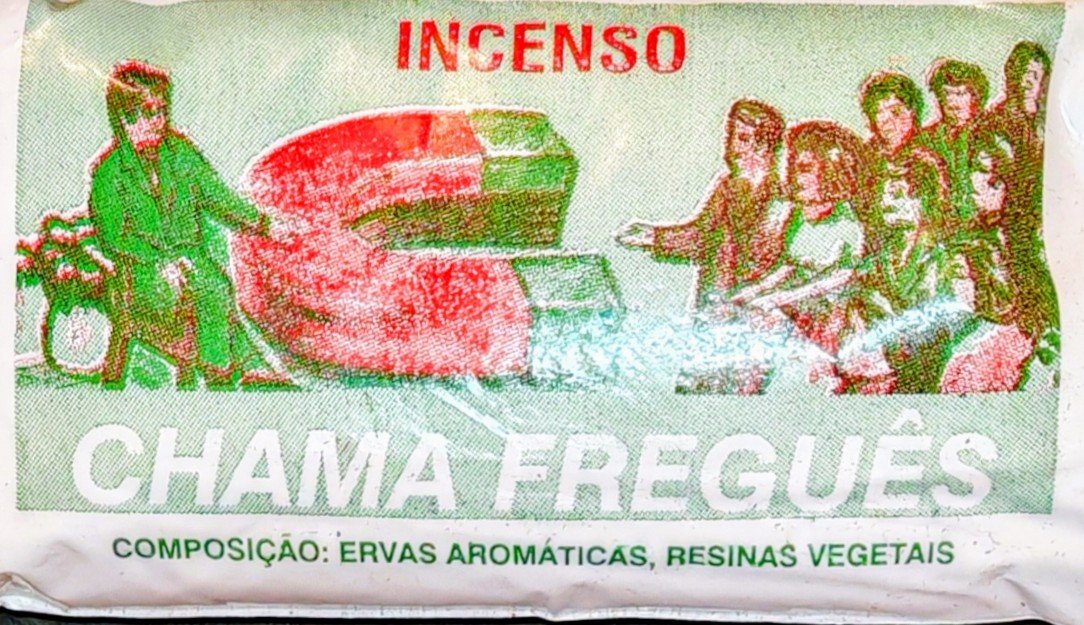 INCENSO
CHAMA FREGUÊS
COMPOSIÇÃO: ERVAS AROMÁTICAS, RESINAS VEGETAIS